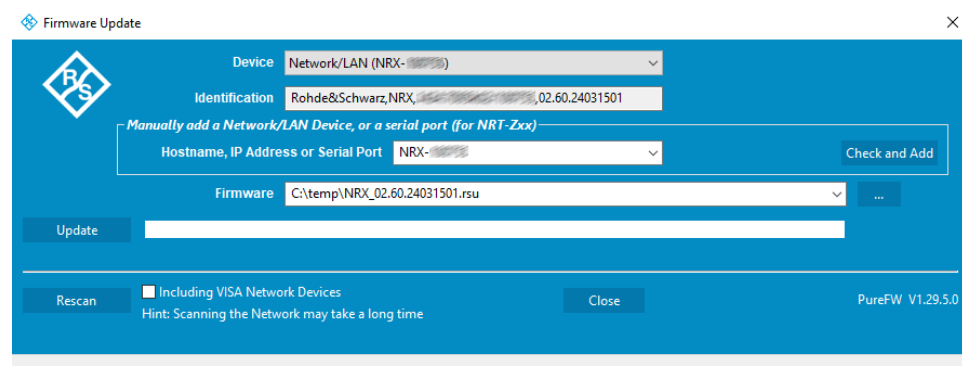 Firmware Update
R&S
Device Network/LAN (NRX- )
Identification Rohde&Schwarz,NRX, ,02.60.24031501
Manually add a Network/LAN Device, or a serial port (for NRT-Zxx)
Hostname, IP Address or Serial Port NRX- Check and Add
Firmware C:\temp\NRX_02.60.24031501.rsu ...
Update
Rescan Including VISA Network Devices Close PureFW V1.29.5.0
Hint: Scanning the Network may take a long time